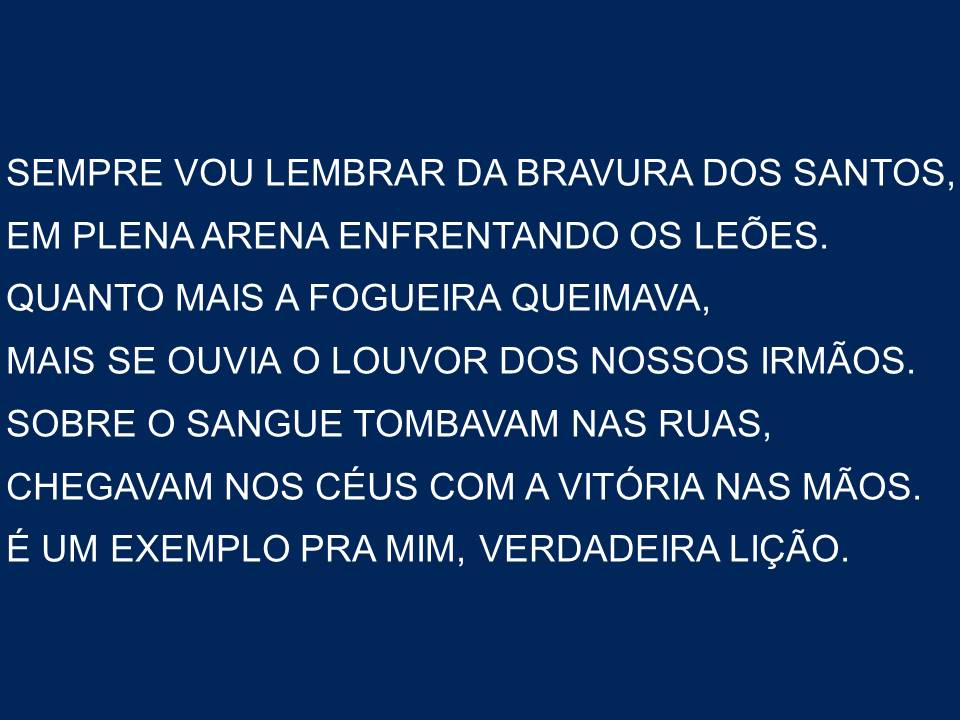 SEMPRE VOU LEMBRAR DA BRAVURA DOS SANTOS,
EM PLENA ARENA ENFRENTANDO OS LEÕES.
QUANTO MAIS A FOGUEIRA QUEIMAVA,
MAIS SE OUVIA O LOUVOR DOS NOSSOS IRMÃOS.
SOBRE O SANGUE TOMBAVAM NAS RUAS,
CHEGAVAM NOS CÉUS COM A VITÓRIA NAS MÃOS.
É UM EXEMPLO PRA MIM, VERDADEIRA LIÇÃO.